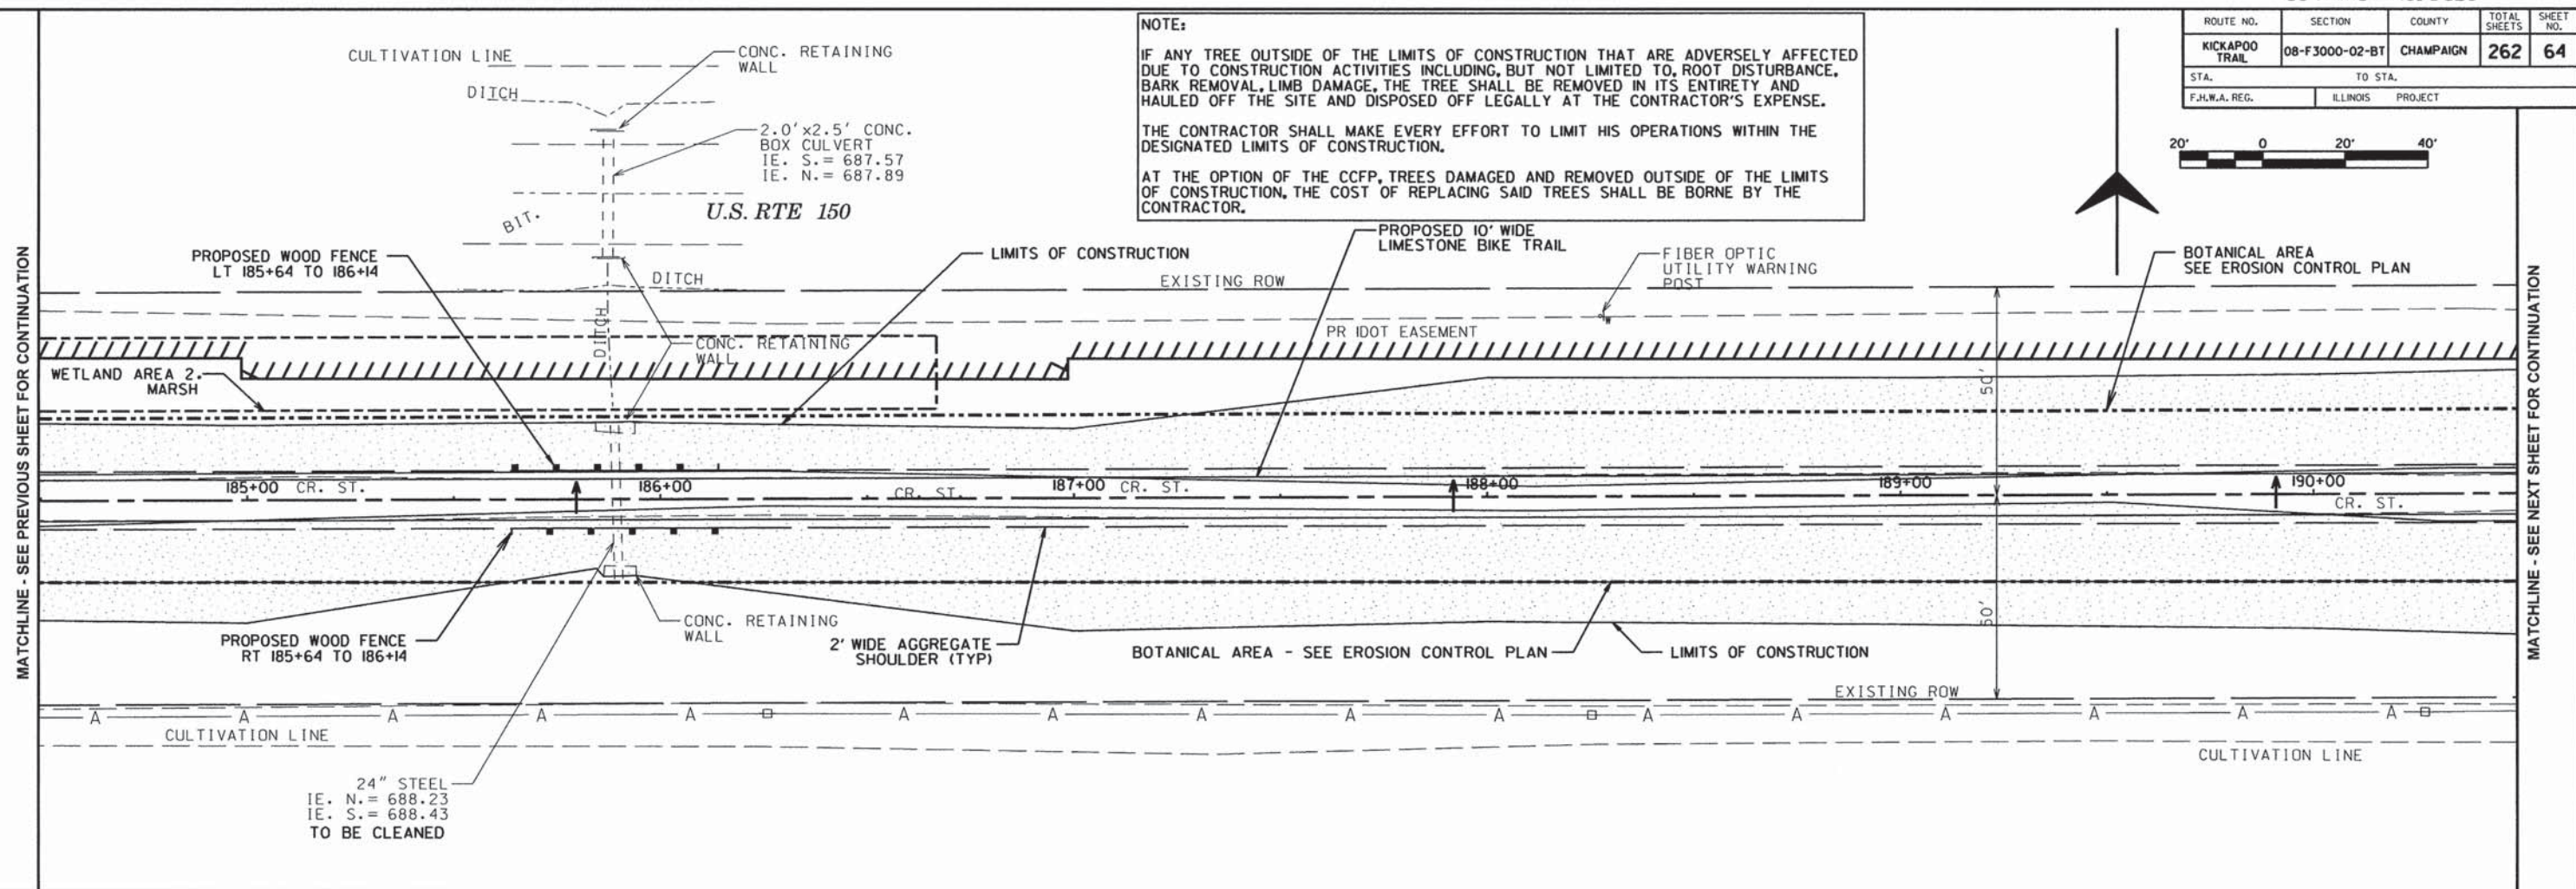 ROUTE NO.
SECTION
COUNTY
TOTAL
SHEETS
SHEET
NO.
KICKAPOO
TRAIL
08-F3000-02-BT
CHAMPAIGN
262
64
STA.
TO STA.
F.H.W.A. REG.
ILLINOIS
PROJECT
20'
0
20'
40'
NOTE:
IF ANY TREE OUTSIDE OF THE LIMITS OF CONSTRUCTION THAT ARE ADVERSELY AFFECTED
DUE TO CONSTRUCTION ACTIVITIES INCLUDING, BUT NOT LIMITED TO, ROOT DISTURBANCE,
BARK REMOVAL, LIMB DAMAGE, THE TREE SHALL BE REMOVED IN ITS ENTIRETY AND
HAULED OFF THE SITE AND DISPOSED OFF LEGALLY AT THE CONTRACTOR'S EXPENSE.
THE CONTRACTOR SHALL MAKE EVERY EFFORT TO LIMIT HIS OPERATIONS WITHIN THE
DESIGNATED LIMITS OF CONSTRUCTION.
AT THE OPTION OF THE CCFP, TREES DAMAGED AND REMOVED OUTSIDE OF THE LIMITS
OF CONSTRUCTION, THE COST OF REPLACING SAID TREES SHALL BE BORNE BY THE
CONTRACTOR.
CULTIVATION LINE
CONC. RETAINING
WALL
DITCH
2.0'x2.5' CONC.
BOX CULVERT
IE. S.= 687.57
IE. N.= 687.89
BIT.
U.S. RTE 150
PROPOSED WOOD FENCE
LT 185+64 TO 186+14
DITCH
LIMITS OF CONSTRUCTION
PROPOSED 10' WIDE
LIMESTONE BIKE TRAIL
EXISTING ROW
FIBER OPTIC
UTILITY WARNING
POST
BOTANICAL AREA
SEE EROSION CONTROL PLAN
PR IDOT EASEMENT
DITCH
CONC. RETAINING
WALL
WETLAND AREA 2.
MARSH
50'
185+00
CR. ST.
186+00
CR. ST.
187+00
CR. ST.
188+00
189+00
190+00
CR. ST.
50'
PROPOSED WOOD FENCE
RT 185+64 TO 186+14
CONC. RETAINING
WALL
2' WIDE AGGREGATE
SHOULDER (TYP)
BOTANICAL AREA - SEE EROSION CONTROL PLAN
LIMITS OF CONSTRUCTION
EXISTING ROW
A A A A A A A A A A A A A A A A
CULTIVATION LINE
CULTIVATION LINE
24" STEEL
IE. N.= 688.23
IE. S.= 688.43
TO BE CLEANED
MATCHLINE - SEE PREVIOUS SHEET FOR CONTINUATION
MATCHLINE - SEE NEXT SHEET FOR CONTINUATION